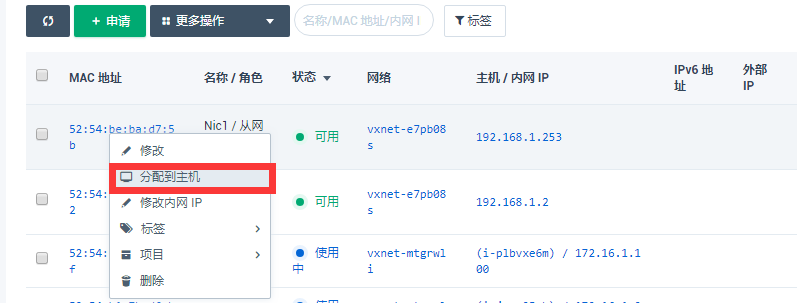 申请
更多操作
名称/MAC 地址/内网 I
标签
MAC 地址
名称 / 角色
状态
网络
主机 / 内网 IP
IPv6 地
址
外部
IP
52:54:be:ba:d7:5
b
Nic1 / 从网
可用
vxnet-e7pb08
s
192.168.1.253
修改
分配到主机
修改内网 IP
标签
项目
删除
52:54:
2
可用
vxnet-e7pb08
s
192.168.1.2
52:54:
f
使用
中
vxnet-mtgrwl
i
(i-plbvxe6m) / 172.16.1.1
00
使用